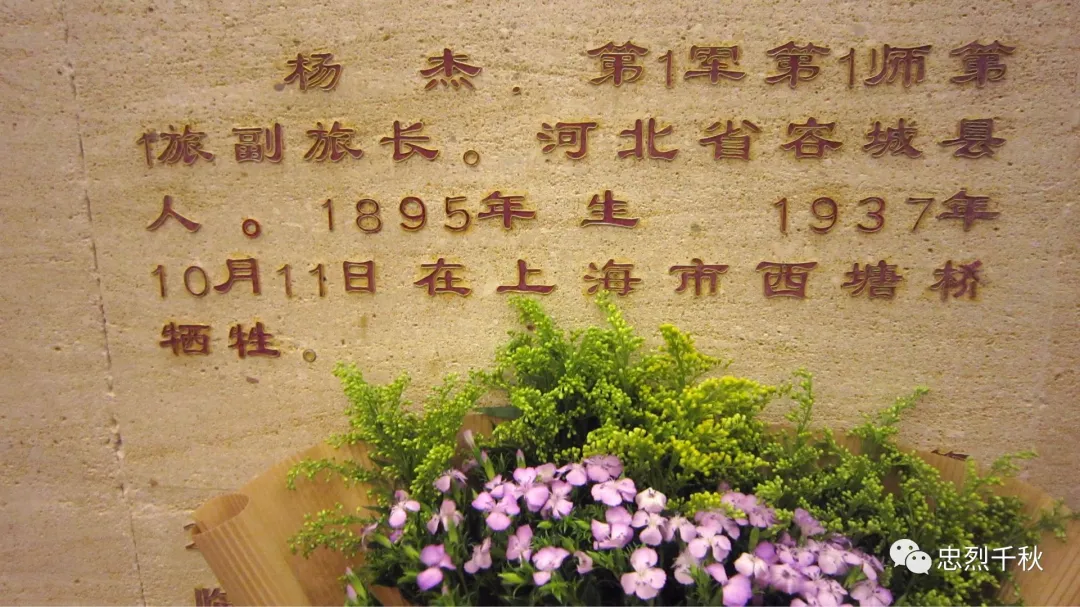 杨 杰．第1军第1师第
1旅副旅长。河北省容城县
人。1895年生 1937年
10月11日在上海市西塘桥
牺牲。
忠烈千秋